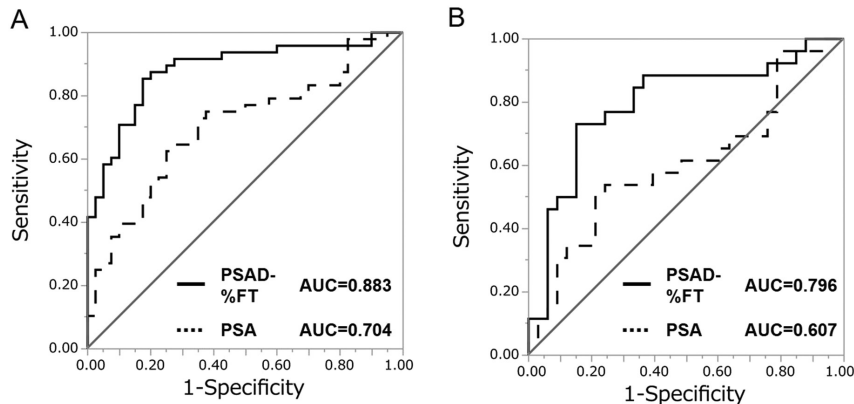 A
1.00
0.80
0.60
0.40
0.20
0.00
Sensitivity
PSAD-
%FT
AUC=0.883
PSA
AUC=0.704
0.00
0.20
0.40
0.60
0.80
1.00
1-Specificity
B
1.00
0.80
0.60
0.40
0.20
0.00
Sensitivity
PSAD-
%FT
AUC=0.796
PSA
AUC=0.607
0.00
0.20
0.40
0.60
0.80
1.00
1-Specificity